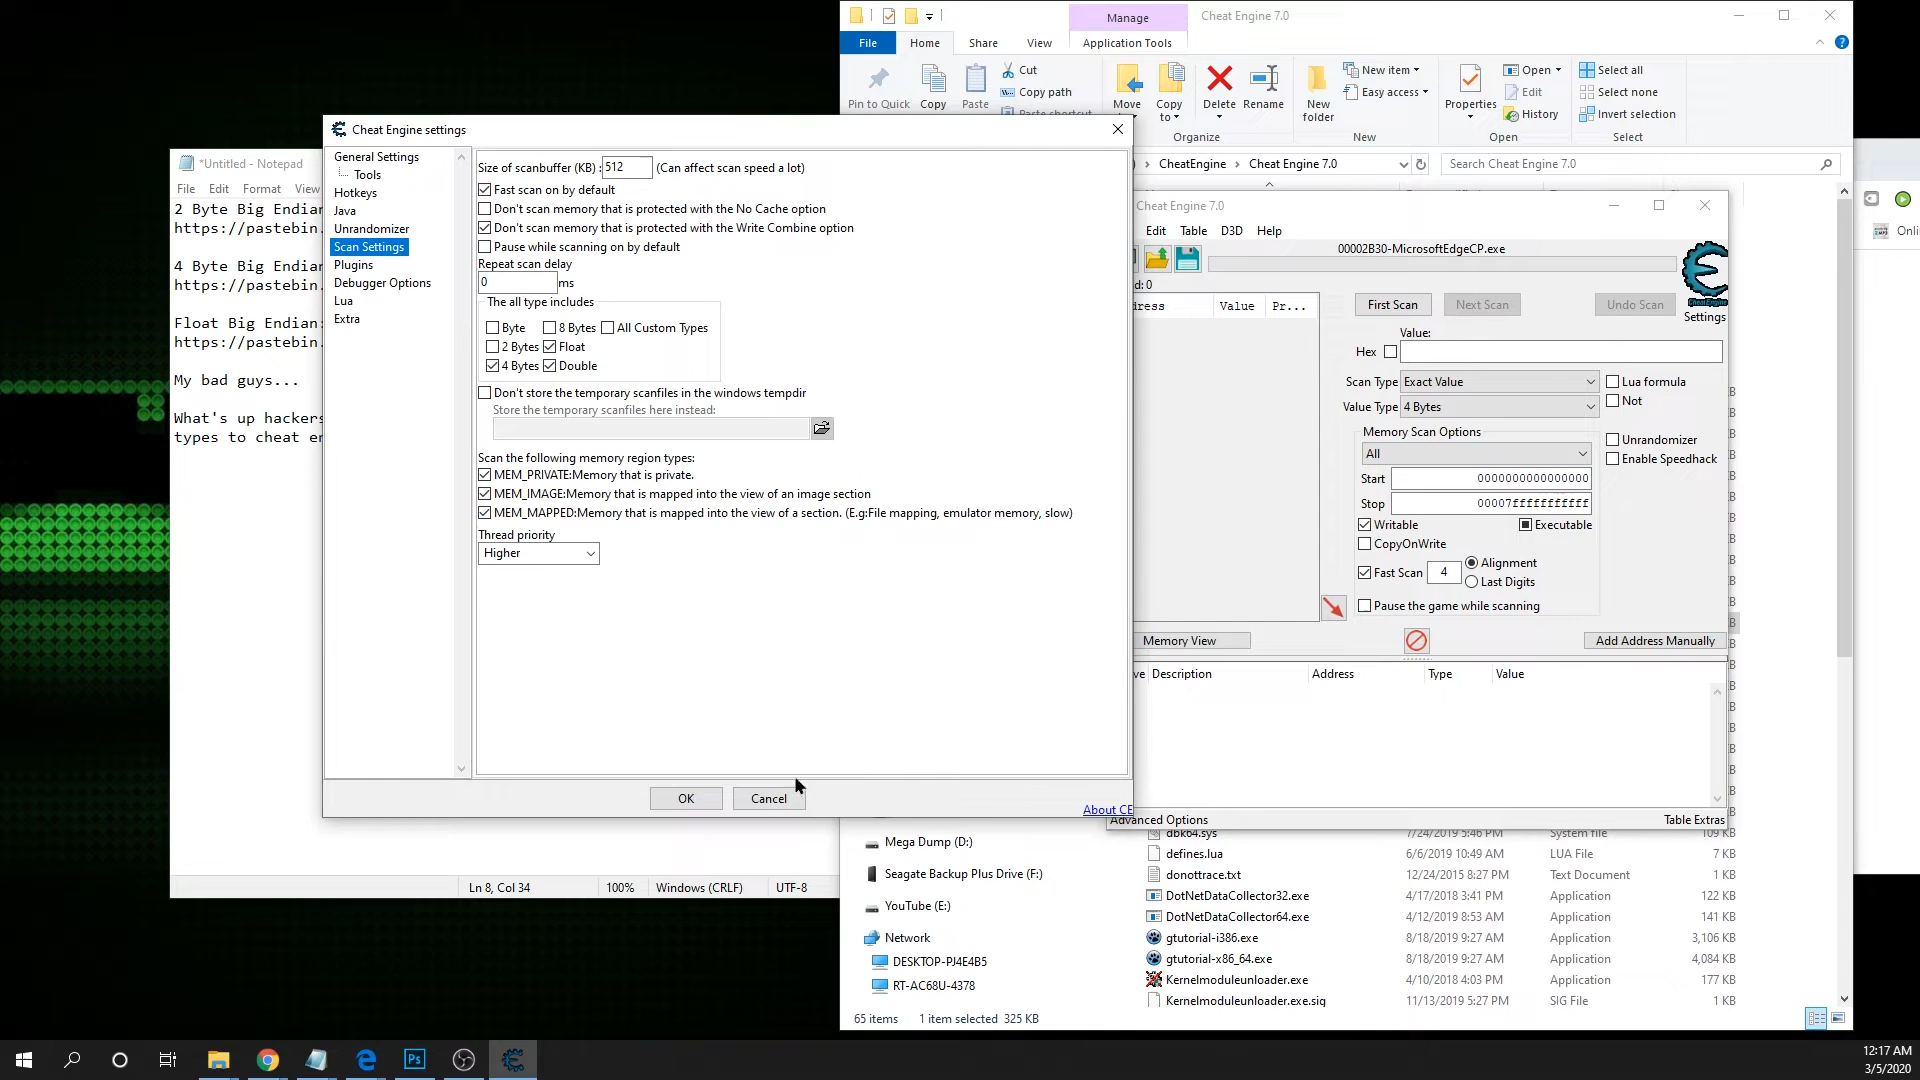 Manage
Cheat Engine 7.0
File
Home
Share
View
Application Tools
Pin to Quick
Copy
Paste
Cut
Copy path
Paste shortcut
Move
to
Copy
to
Delete
Rename
New
folder
New item
Easy access
Properties
Open
Edit
History
Select all
Select none
Invert selection
Organize
New
Open
Select
CheatEngine
Cheat Engine 7.0
Search Cheat Engine 7.0
*Untitled - Notepad
File Edit Format View
2 Byte Big Endian
https://pastebin.
4 Byte Big Endian
https://pastebin.
Float Big Endian:
https://pastebin.
My bad guys...
What's up hackers
types to cheat en
Ln 8, Col 34
100%
Windows (CRLF)
UTF-8
Cheat Engine settings
General Settings
Tools
Hotkeys
Java
Unrandomizer
Scan Settings
Plugins
Debugger Options
Lua
Extra
Size of scanbuffer (KB) : 512 (Can affect scan speed a lot)
Fast scan on by default
Don't scan memory that is protected with the No Cache option
Don't scan memory that is protected with the Write Combine option
Pause while scanning on by default
Repeat scan delay
0 ms
The all type includes
Byte 8 Bytes All Custom Types
2 Bytes Float
4 Bytes Double
Don't store the temporary scanfiles in the windows tempdir
Store the temporary scanfiles here instead:
Scan the following memory region types:
MEM_PRIVATE:Memory that is private.
MEM_IMAGE:Memory that is mapped into the view of an image section
MEM_MAPPED:Memory that is mapped into the view of a section. (E.g:File mapping, emulator memory, slow)
Thread priority
Higher
OK
Cancel
About CE
Cheat Engine 7.0
Edit Table D3D Help
00002B30-MicrosoftEdgeCP.exe
d: 0
dress Value Pr...
First Scan
Next Scan
Undo Scan
Settings
Value:
Hex
Scan Type Exact Value
Lua formula
Not
Value Type 4 Bytes
Memory Scan Options
All
Unrandomizer
Enable Speedhack
Start 0000000000000000
Stop 00007fffffffffff
Writable Executable
CopyOnWrite
Fast Scan 4 Alignment
Last Digits
Pause the game while scanning
Memory View
Add Address Manually
ve Description Address Type Value
Advanced Options
Table Extras
Onli
Mega Dump (D:)
Seagate Backup Plus Drive (F:)
YouTube (E:)
Network
DESKTOP-PJ4E4B5
RT-AC68U-4378
dbk64.sys 7/24/2019 5:46 PM System file 109 KB
defines.lua 6/6/2019 10:49 AM LUA File 7 KB
donottrace.txt 12/24/2015 8:27 PM Text Document 1 KB
DotNetDataCollector32.exe 4/17/2018 3:41 PM Application 122 KB
DotNetDataCollector64.exe 4/12/2019 8:53 AM Application 141 KB
gtutorial-i386.exe 8/18/2019 9:27 AM Application 3,106 KB
gtutorial-x86_64.exe 8/18/2019 9:27 AM Application 4,084 KB
Kernelmoduleunloader.exe 4/10/2018 4:03 PM Application 177 KB
Kernelmoduleunloader.exe.sig 11/13/2019 5:27 PM SIG File 1 KB
65 items 1 item selected 325 KB
Ps
12:17 AM
3/5/2020